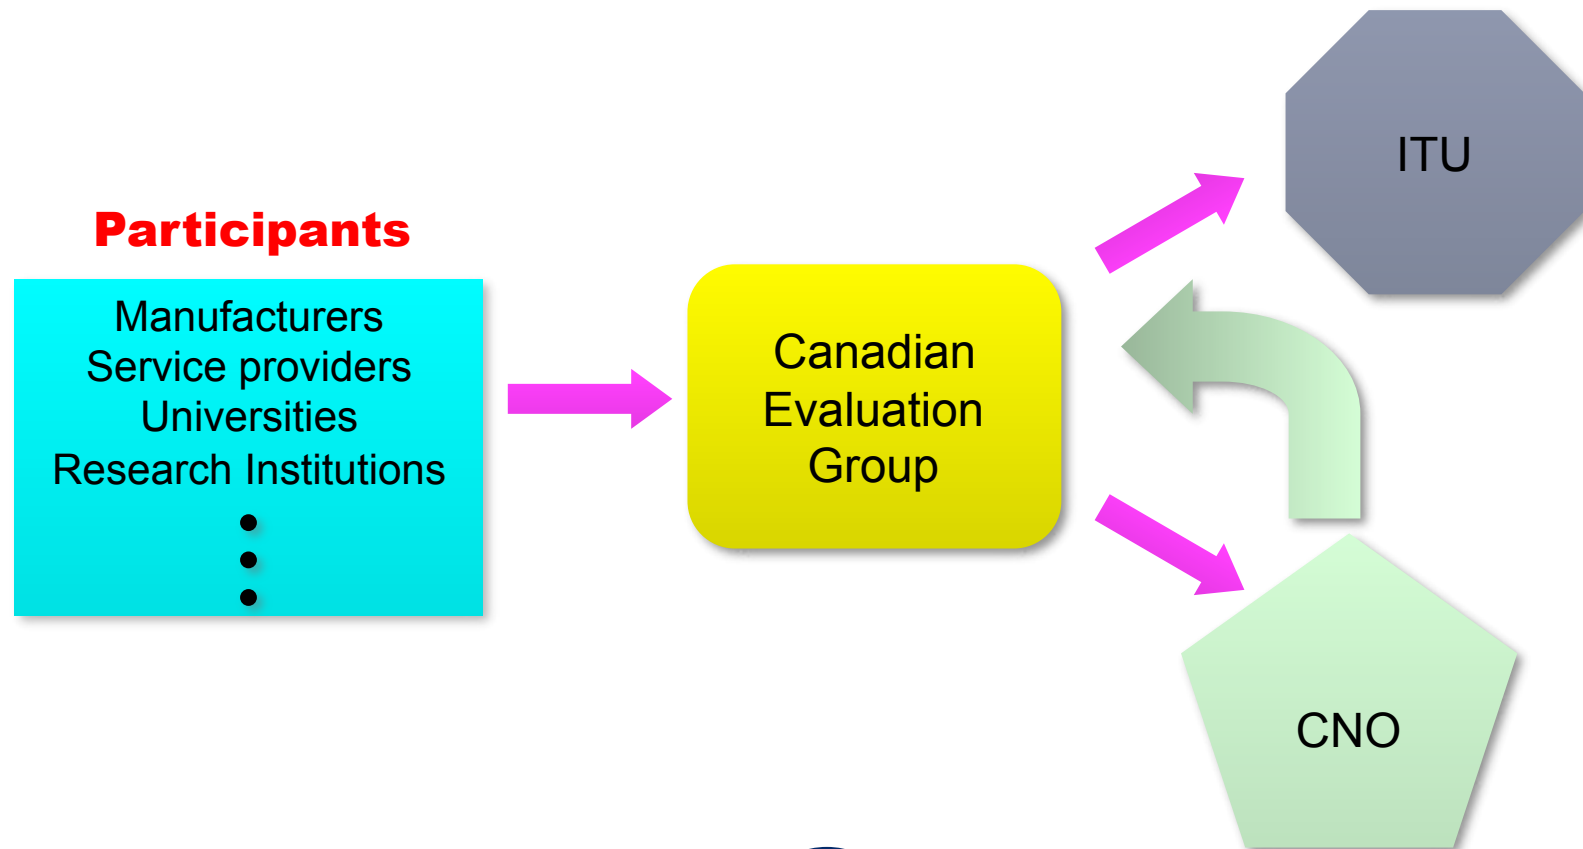 Participants
Manufacturers
Service providers
Universities
Research Institutions
•
•
•
Canadian
Evaluation
Group
ITU
CNO